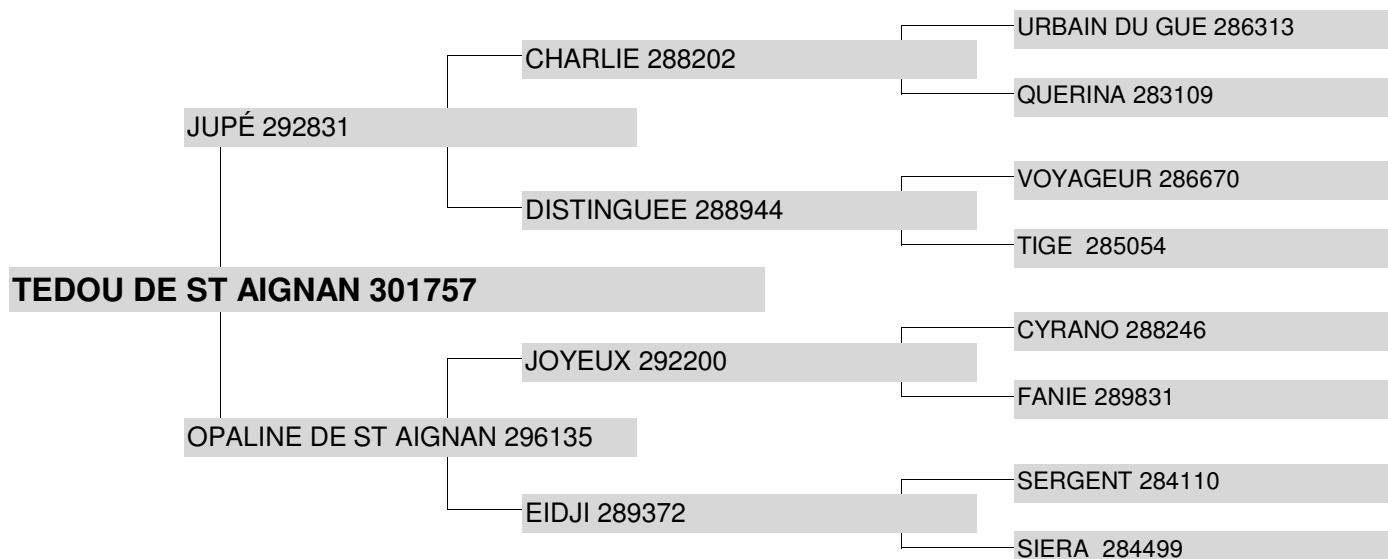 URBAIN DU GUE 286313
CHARLIE 288202
QUERINA 283109
JUPÉ 292831
VOYAGEUR 286670
DISTINGUEE 288944
TIGE 285054
TEDOU DE ST AIGNAN 301757
CYRANO 288246
JOYEUX 292200
FANIE 289831
OPALINE DE ST AIGNAN 296135
SERGENT 284110
EIDJI 289372
SIERA 284499